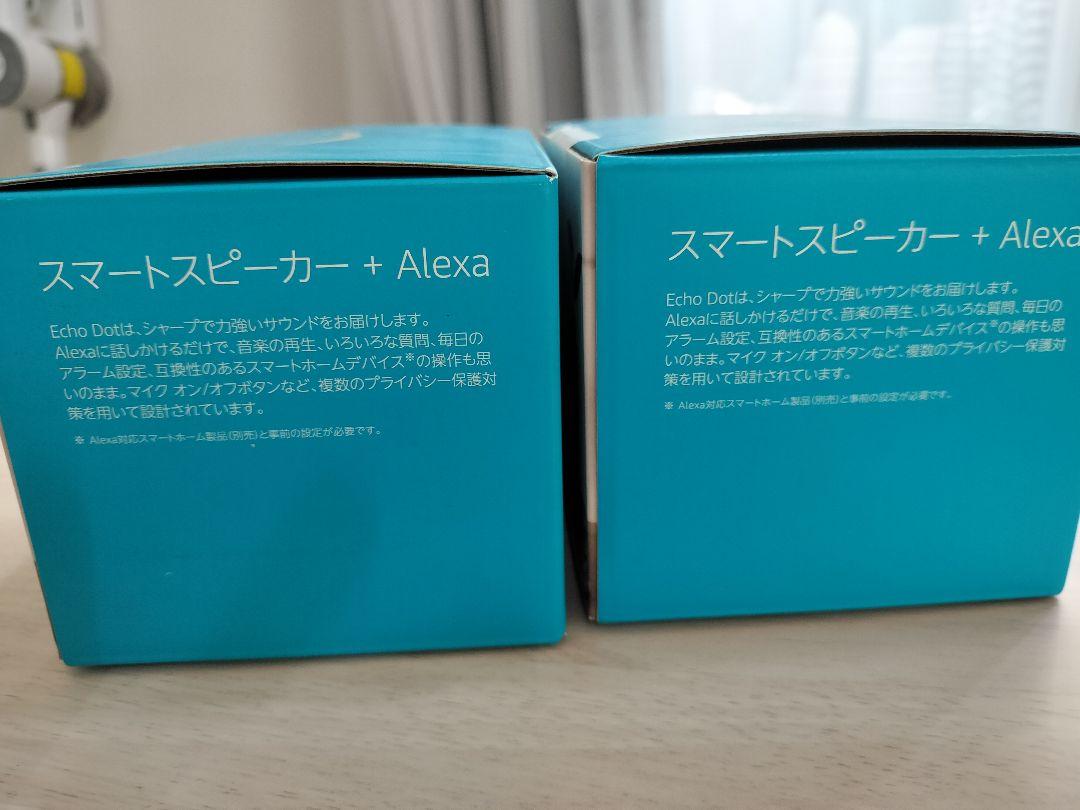 スマートスピーカー + Alexa
Echo Dotは、シャープで力強いサウンドをお届けします。
Alexaに話しかけるだけで、音楽の再生、いろいろな質問、毎日の
アラーム設定、互換性のあるスマートホームデバイス※の操作も思
いのまま。マイク オン/オフボタンなど、複数のプライバシー保護対
策を用いて設計されています。
※ Alexa対応スマートホーム製品(別売)と事前の設定が必要です。
スマートスピーカー + Alexa
Echo Dotは、シャープで力強いサウンドをお届けします。
Alexaに話しかけるだけで、音楽の再生、いろいろな質問、毎日の
アラーム設定、互換性のあるスマートホームデバイス※の操作も思
いのまま。マイク オン/オフボタンなど、複数のプライバシー保護対
策を用いて設計されています。
※ Alexa対応スマートホーム製品(別売)と事前の設定が必要です。